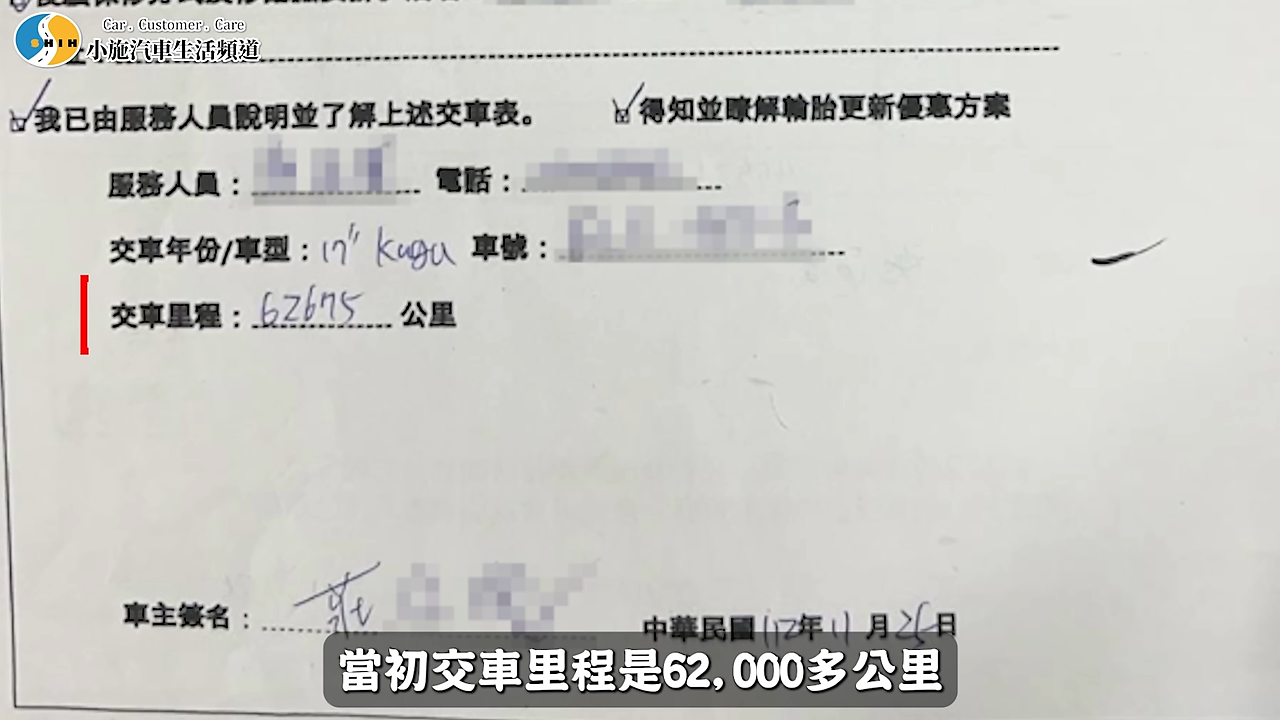 Car. Customer. Care
SHIH
小施汽車生活頻道
我已由服務人員說明並了解上述交車表。 得知並瞭解輪胎更新優惠方案
服務人員： 電話：
交車年份/車型：17" Kuga 車號：
交車里程：62675 公里
車主簽名：莊
中華民國112年11月25日
當初交車里程是62,000多公里